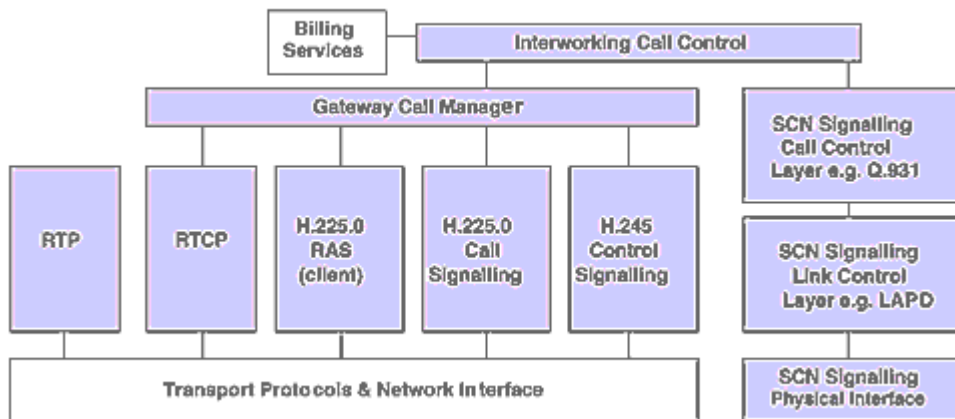 Billing
Services
Interworking Call Control
Gateway Call Manager
SCN Signalling
Call Control
Layer e.g. Q.931
RTP
RTCP
H.225.0
RAS
(client)
H.225.0
Call
Signalling
H.245
Control
Signalling
SCN Signalling
Link Control
Layer e.g. LAPD
Transport Protocols & Network Interface
SCN Signalling
Physical Interface